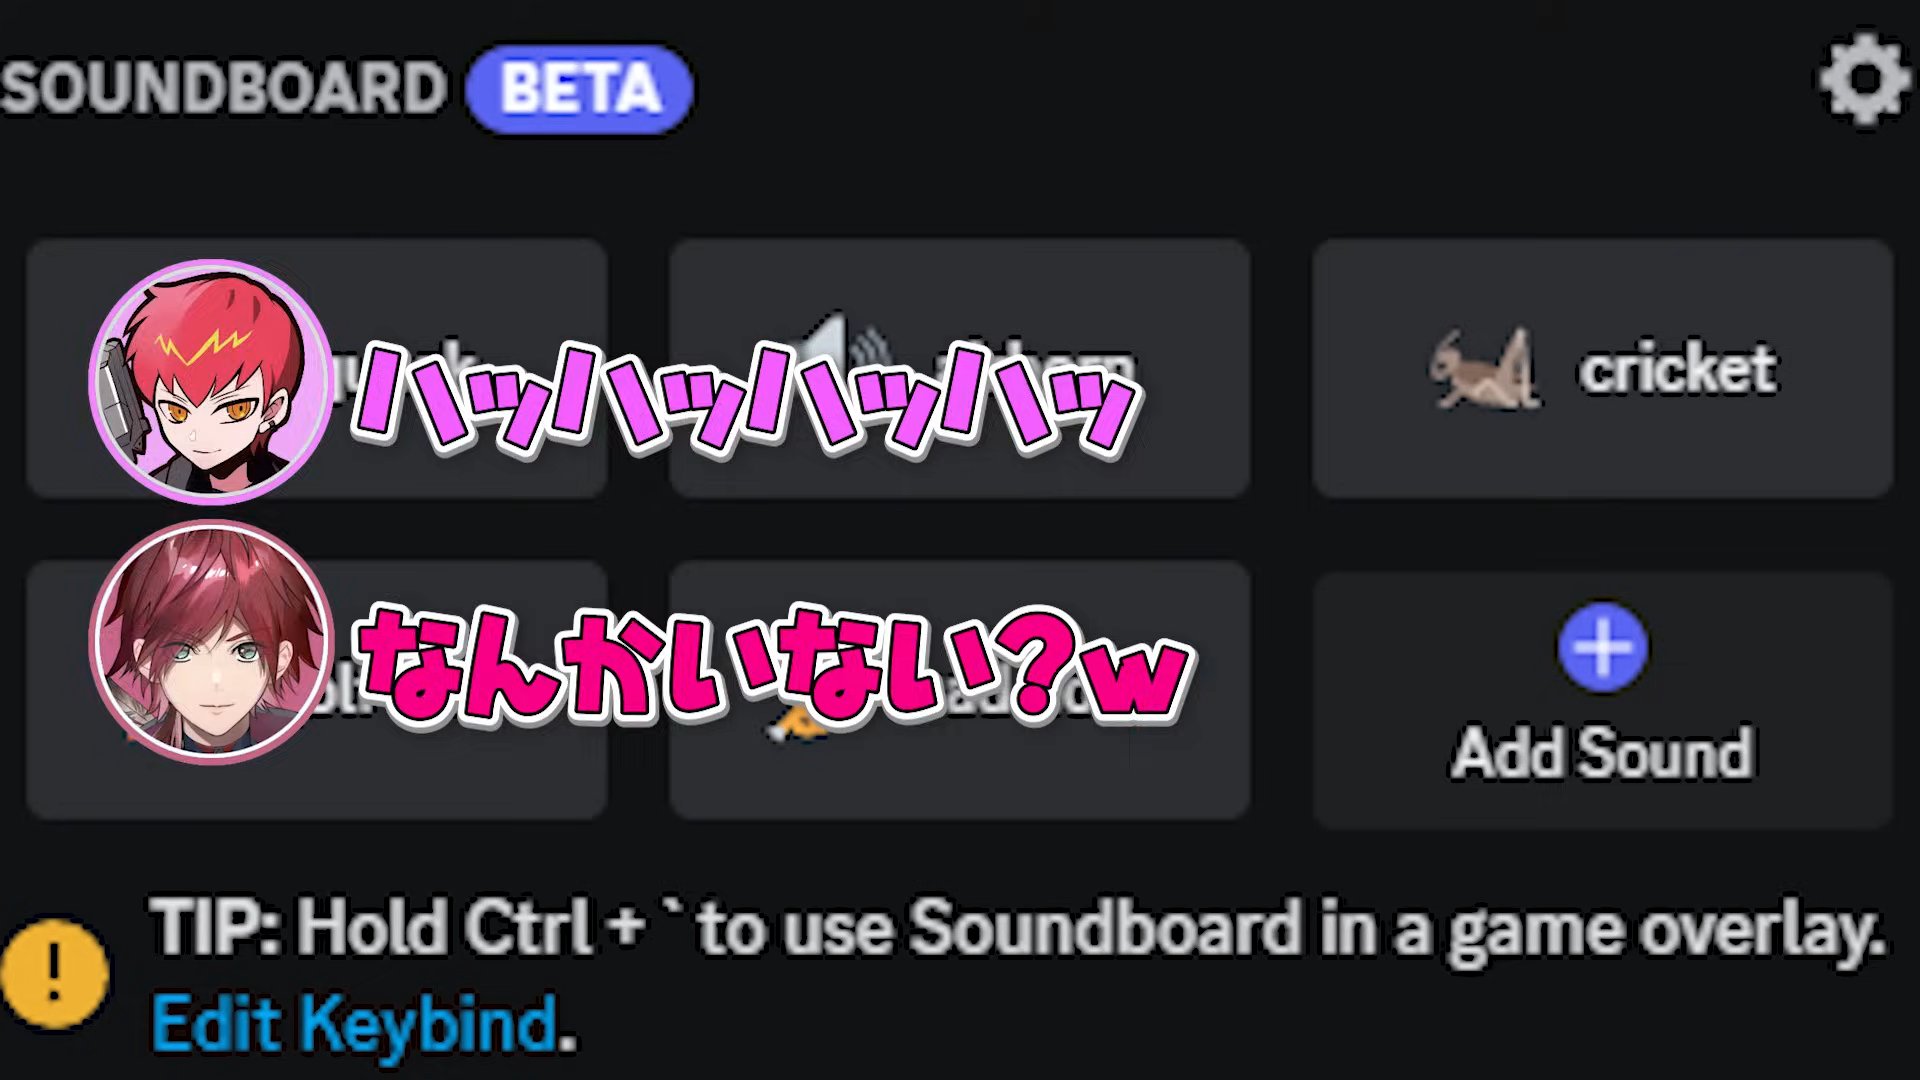 SOUNDBOARD BETA
ハッハッハッハッ
cricket
なんかいない?w
Add Sound
TIP: Hold Ctrl + ` to use Soundboard in a game overlay.
Edit Keybind.